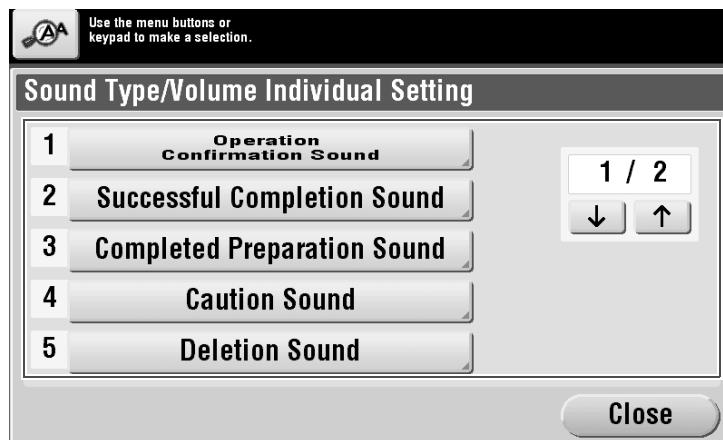 AA
Use the menu buttons or
keypad to make a selection.
Sound Type/Volume Individual Setting
1 Operation
Confirmation Sound
1 / 2
2 Successful Completion Sound
↓ ↑
3 Completed Preparation Sound
4 Caution Sound
5 Deletion Sound
Close